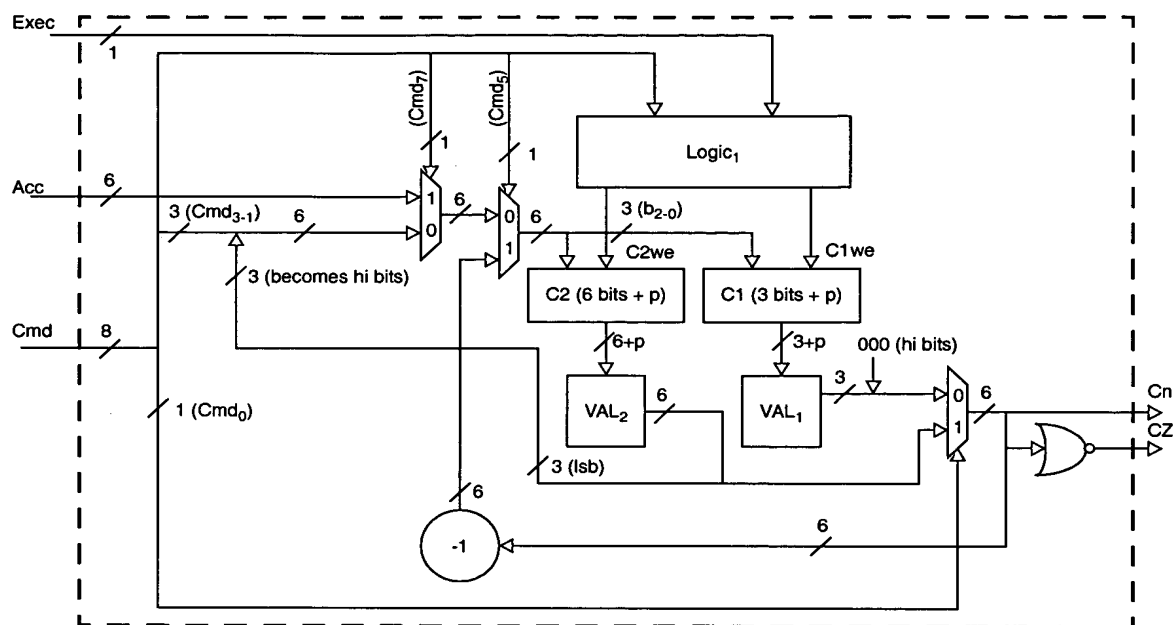 Exec
1
(Cmd₇)
(Cmd₅)
1
1
Logic₁
Acc
6
3 (Cmd₃₋₁)
6
1
0
6
0
1
6
3 (b₂₋₀)
C2we
C1we
3 (becomes hi bits)
C2 (6 bits + p)
C1 (3 bits + p)
Cmd
8
6+p
3+p
000 (hi bits)
1 (Cmd₀)
VAL₂
6
VAL₁
3
0
1
6
Cn
CZ
3 (lsb)
6
-1
6